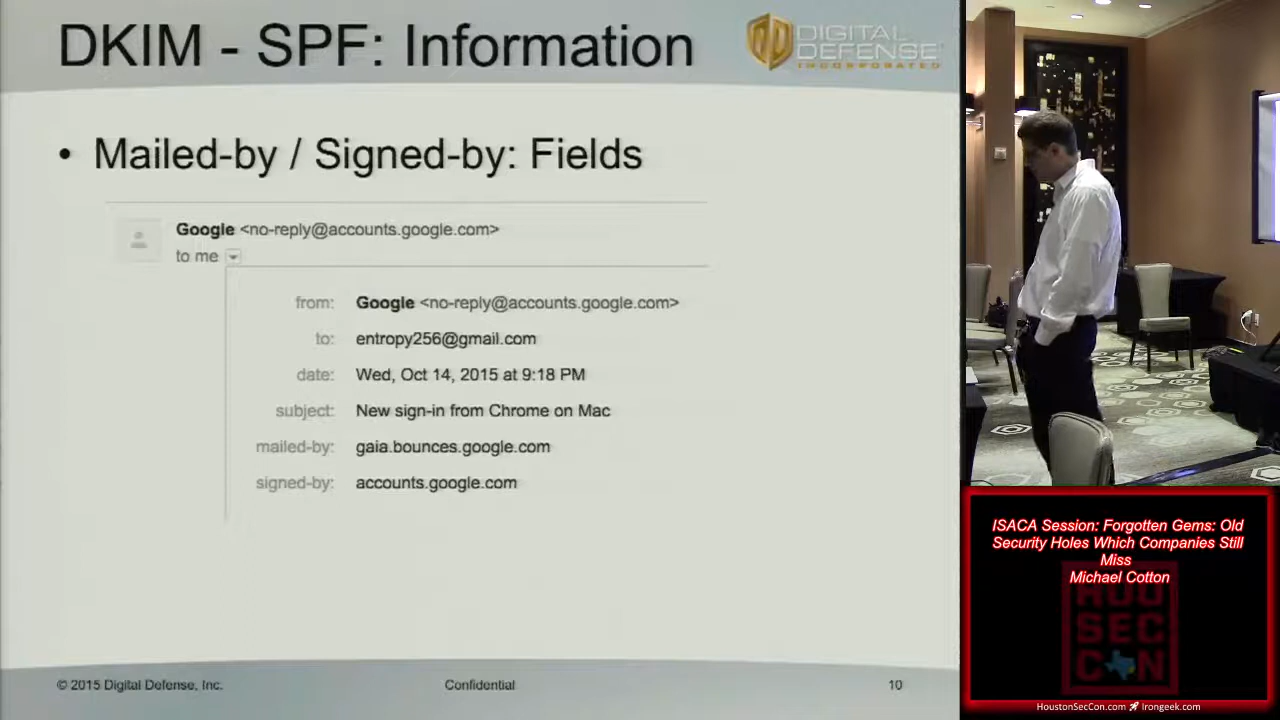 DKIM - SPF: Information
DIGITAL
DEFENSE
INCORPORATED
• Mailed-by / Signed-by: Fields
Google <no-reply@accounts.google.com>
to me
from: Google <no-reply@accounts.google.com>
to: entropy256@gmail.com
date: Wed, Oct 14, 2015 at 9:18 PM
subject: New sign-in from Chrome on Mac
mailed-by: gaia.bounces.google.com
signed-by: accounts.google.com
© 2015 Digital Defense, Inc.
Confidential
10
ISACA Session: Forgotten Gems: Old
Security Holes Which Companies Still
Miss
Michael Cotton
HOU
SEC
CON
HoustonSecCon.com Irongeek.com